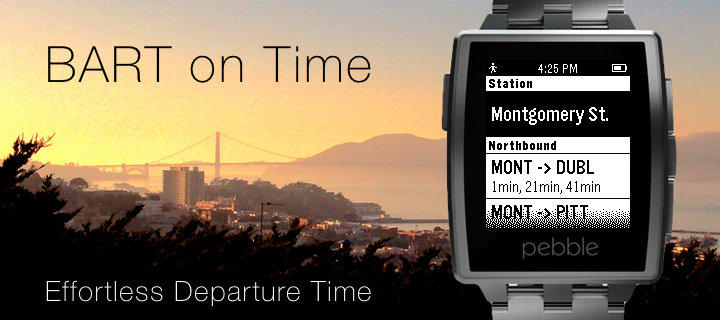 BART on Time
Effortless Departure Time
4:25 PM
Station
Montgomery St.
Northbound
MONT -> DUBL
1min, 21min, 41min
MONT -> PITT
pebble